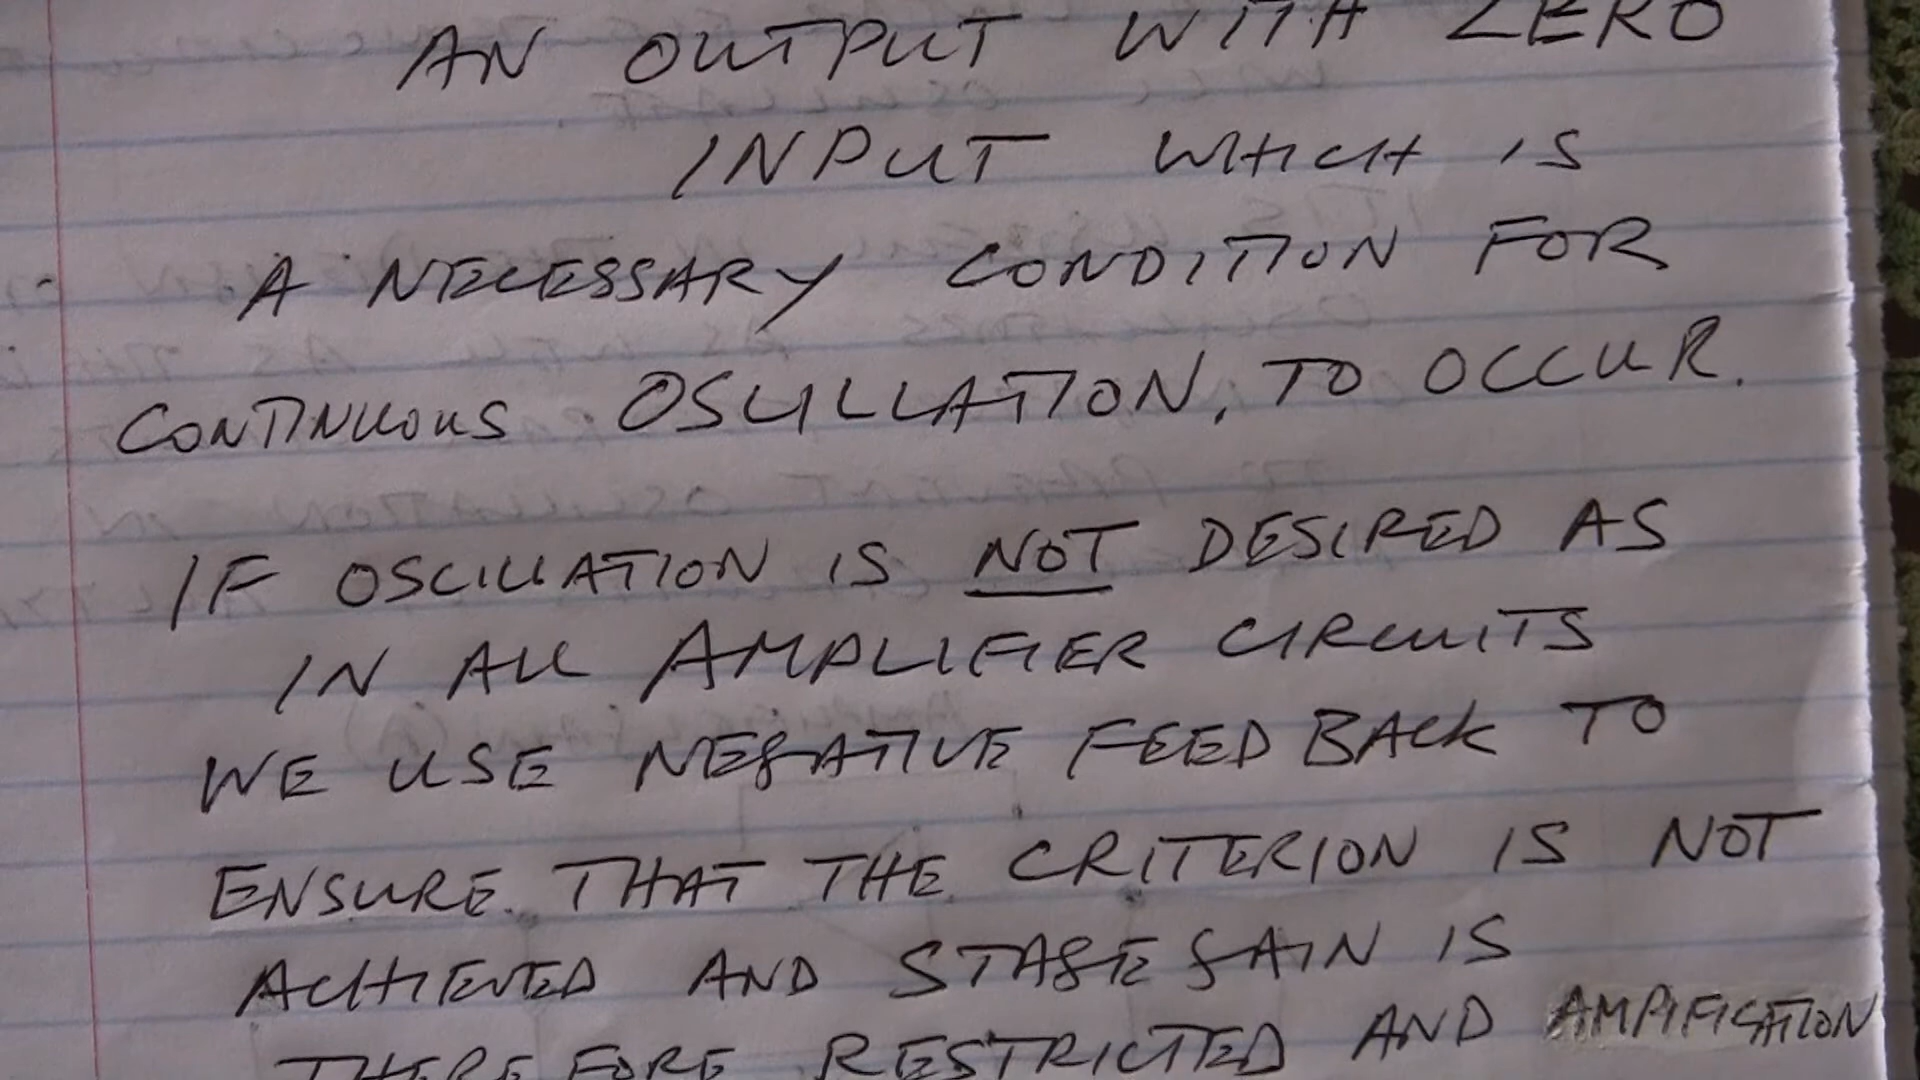 AN OUTPUT WITH ZERO
INPUT WHICH IS
A NECESSARY CONDITION FOR
CONTINUOUS OSCILLATION, TO OCCUR.
IF OSCILLATION IS NOT DESIRED AS
IN ALL AMPLIFIER CIRCUITS
WE USE NEGATIVE FEEDBACK TO
ENSURE THAT THE CRITERION IS NOT
ACHIEVED AND STAGE GAIN IS
THEREFORE RESTRICTED AND AMPIFICATION